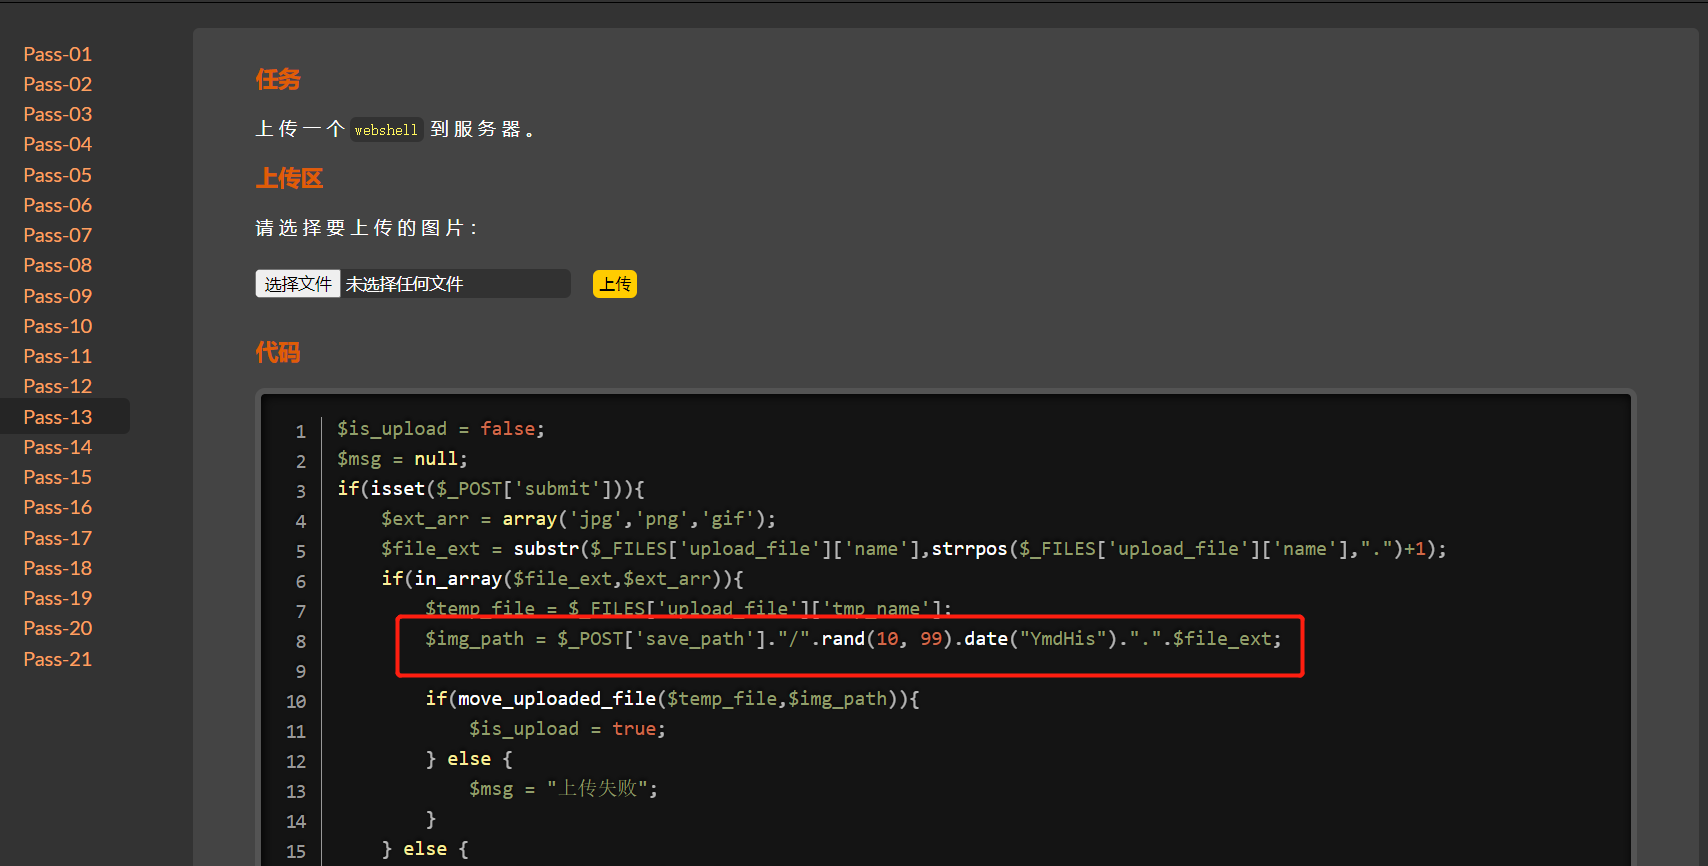 Pass-01
Pass-02
Pass-03
Pass-04
Pass-05
Pass-06
Pass-07
Pass-08
Pass-09
Pass-10
Pass-11
Pass-12
Pass-13
Pass-14
Pass-15
Pass-16
Pass-17
Pass-18
Pass-19
Pass-20
Pass-21
任务
上传一个 webshell 到服务器。
上传区
请选择要上传的图片：
选择文件 未选择任何文件 上传
代码
1 $is_upload = false;
2 $msg = null;
3 if(isset($_POST['submit'])){
4 $ext_arr = array('jpg','png','gif');
5 $file_ext = substr($_FILES['upload_file']['name'],strrpos($_FILES['upload_file']['name'],".")+1);
6 if(in_array($file_ext,$ext_arr)){
7 $temp_file = $_FILES['upload_file']['tmp_name'];
8 $img_path = $_POST['save_path']."/".rand(10, 99).date("YmdHis").".".$file_ext;
9
10 if(move_uploaded_file($temp_file,$img_path)){
11 $is_upload = true;
12 } else {
13 $msg = "上传失败";
14 }
15 } else {